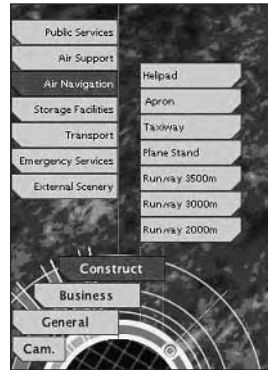 Public Services
Air Support
Air Navigation
Storage Facilities
Transport
Emergency Services
External Scenery
Helipad
Apron
Taxiway
Plane Stand
Runway 3500m
Runway 3000m
Runway 2000m
Construct
Business
General
Cam.